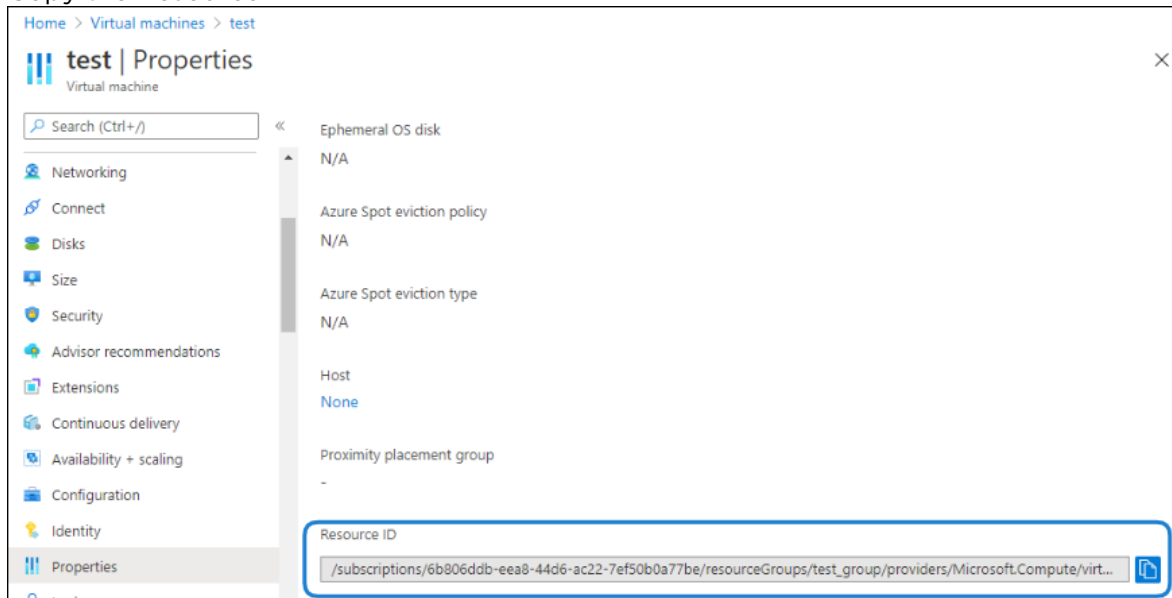 Home > Virtual machines > test
test | Properties
Virtual machine
Search (Ctrl+/)
Networking
Connect
Disks
Size
Security
Advisor recommendations
Extensions
Continuous delivery
Availability + scaling
Configuration
Identity
Properties
Ephemeral OS disk
N/A
Azure Spot eviction policy
N/A
Azure Spot eviction type
N/A
Host
None
Proximity placement group
-
Resource ID
/subscriptions/6b806ddb-eea8-44d6-ac22-7ef50b0a77be/resourceGroups/test_group/providers/Microsoft.Compute/virt...